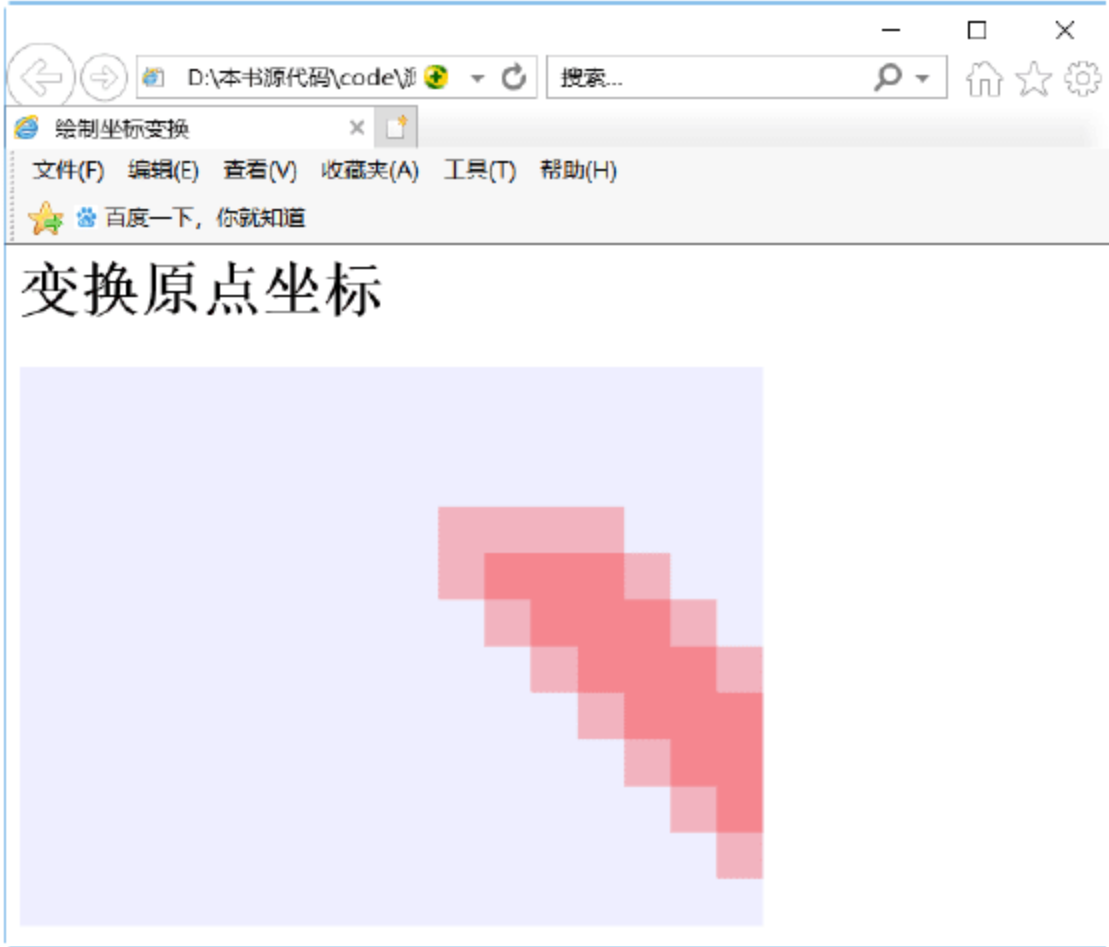 D:\本书源代码\code\
搜索...
绘制坐标变换
文件(F) 编辑(E) 查看(V) 收藏夹(A) 工具(T) 帮助(H)
百度一下，你就知道
变换原点坐标